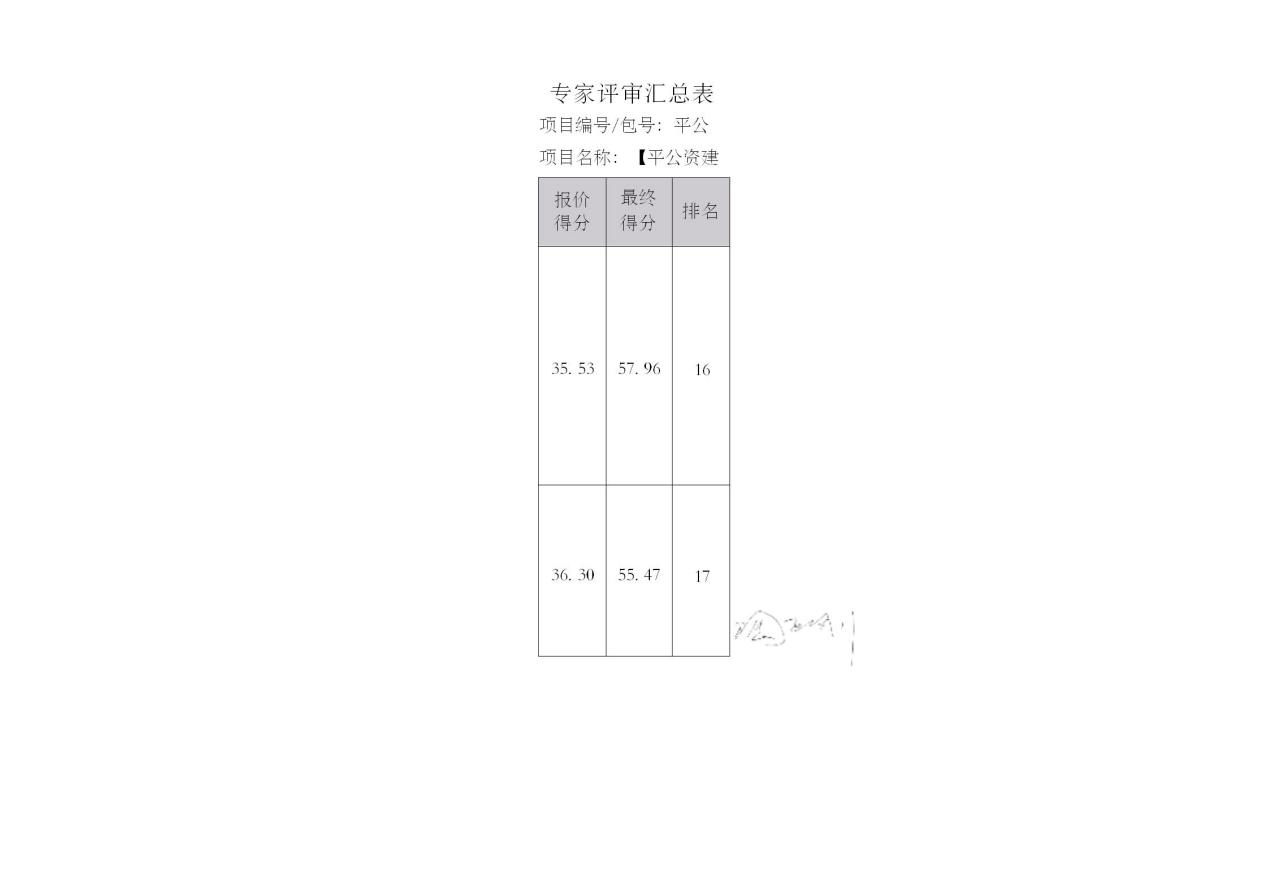 专家评审汇总表
项目编号/包号：平公
项目名称：【平公资建
报价得分 最终得分 排名
35.53 57.96 16
36.30 55.47 17